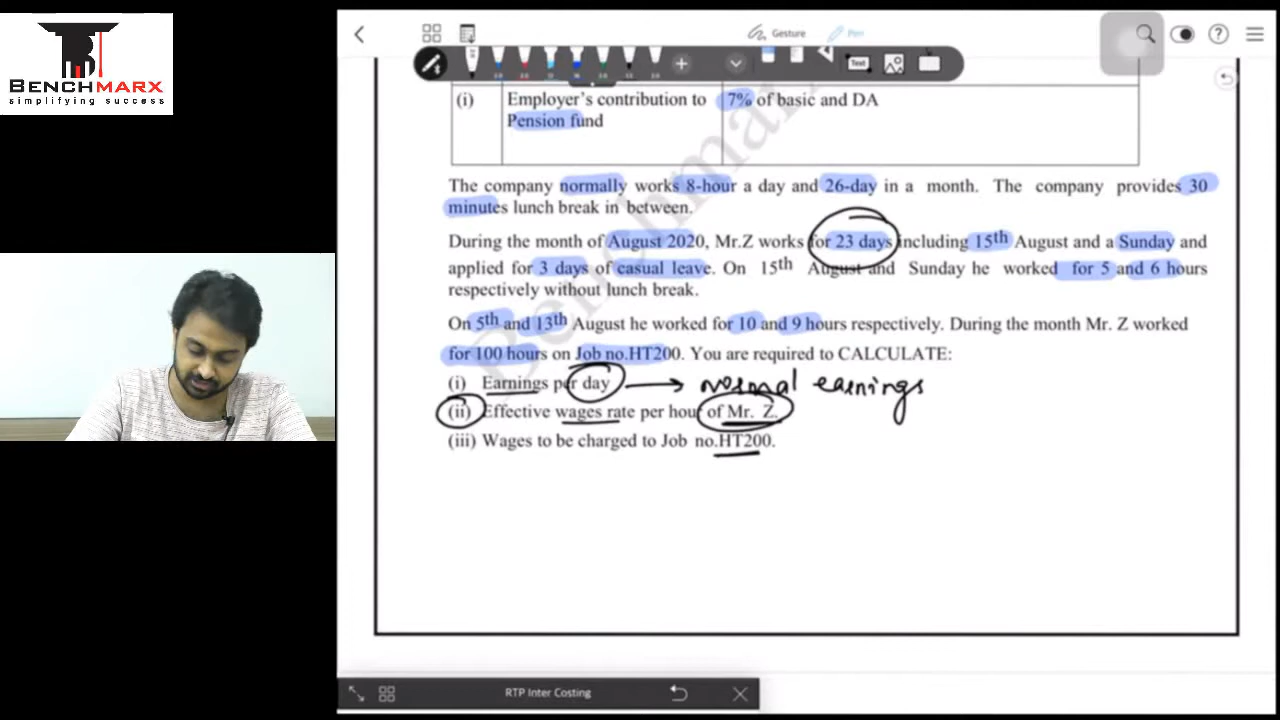 BENCHMARX
simplifying success
Gesture
Pen
Text
(i) Employer's contribution to 7% of basic and DA
Pension fund
The company normally works 8-hour a day and 26-day in a month. The company provides 30
minutes lunch break in between.
During the month of August 2020, Mr.Z works for 23 days including 15th August and a Sunday and
applied for 3 days of casual leave. On 15th August and Sunday he worked for 5 and 6 hours
respectively without lunch break.
On 5th and 13th August he worked for 10 and 9 hours respectively. During the month Mr. Z worked
for 100 hours on Job no.HT200. You are required to CALCULATE:
(i) Earnings per day → normal earnings
(ii) Effective wages rate per hour of Mr. Z.
(iii) Wages to be charged to Job no.HT200.
Benchmarx
RTP Inter Costing